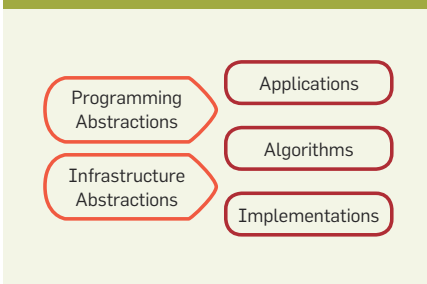 Programming
Abstractions
Infrastructure
Abstractions
Applications
Algorithms
Implementations